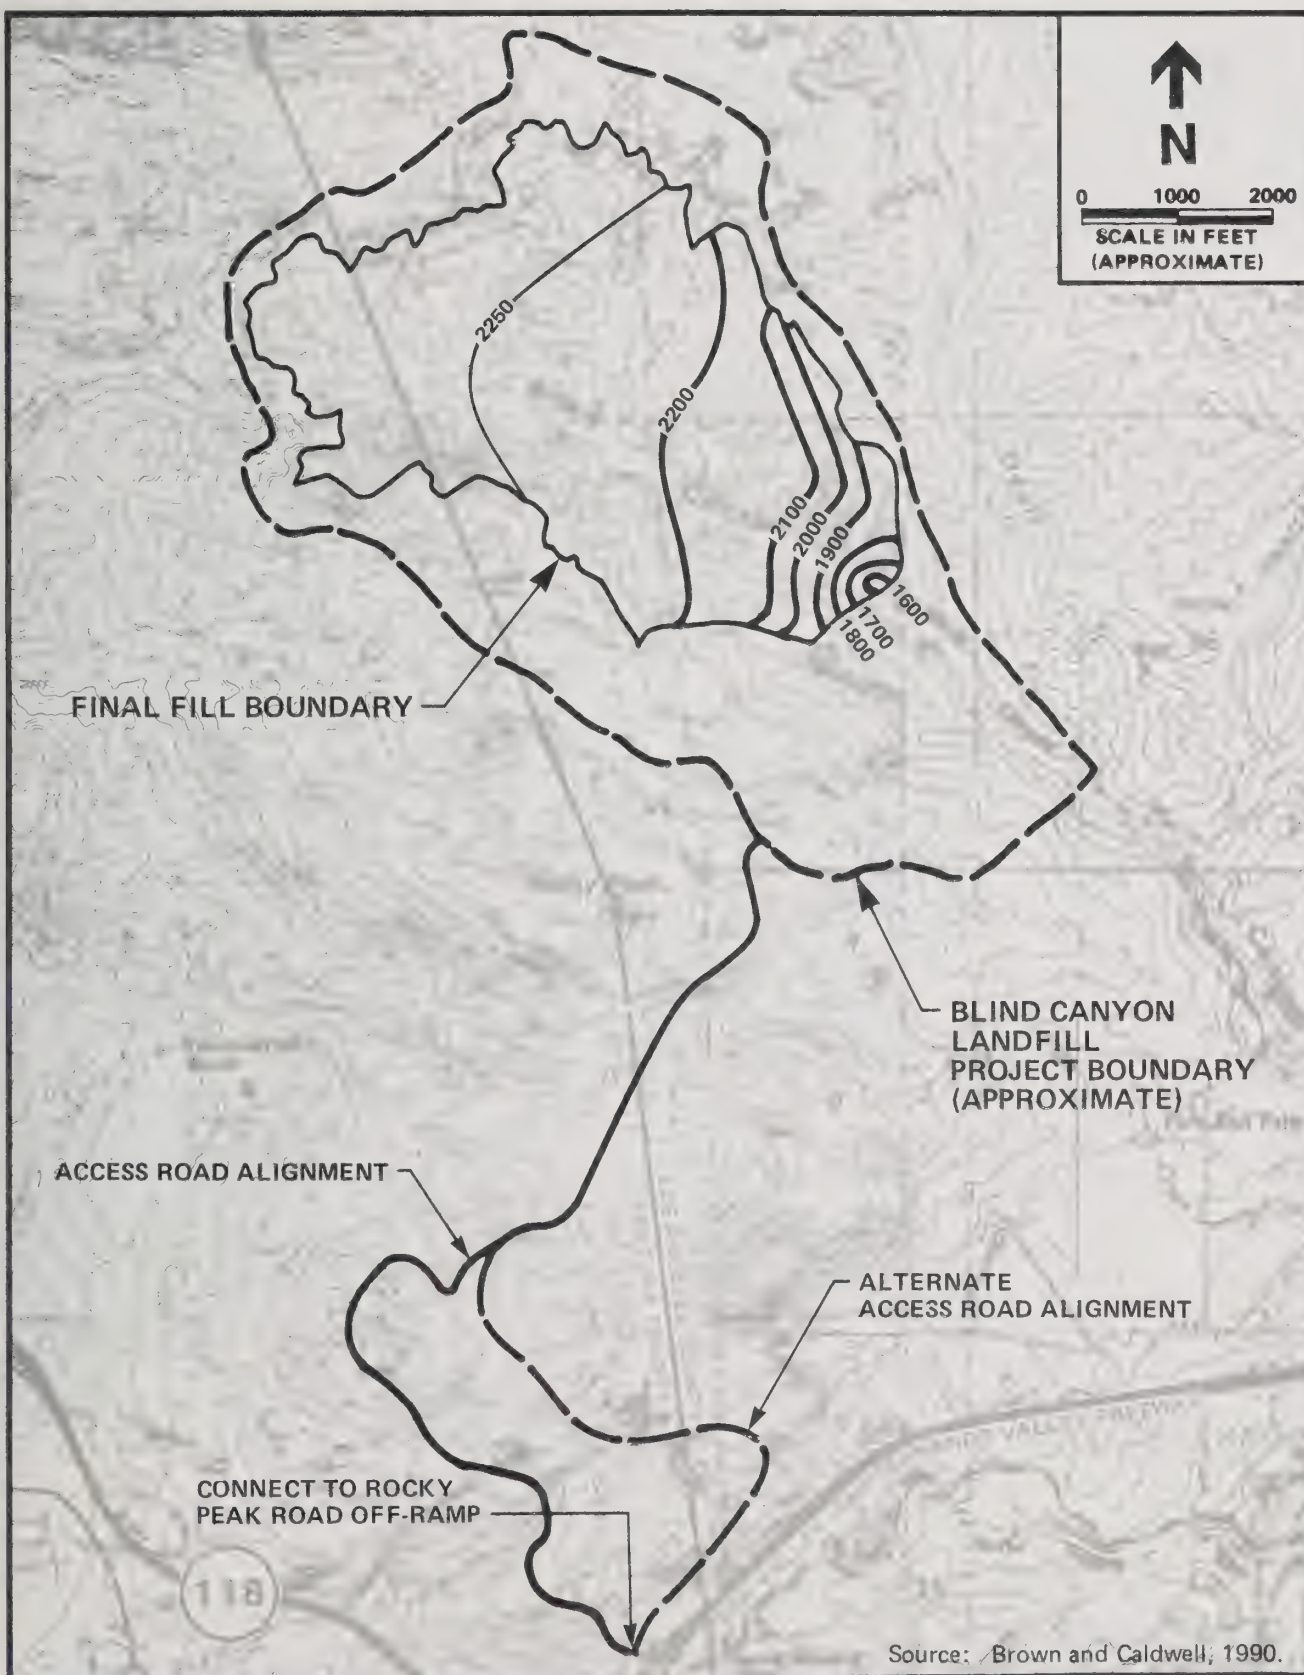 N
0 1000 2000
SCALE IN FEET
(APPROXIMATE)
2250
2200
2100
2000
1900
1600
1700
1800
FINAL FILL BOUNDARY
BLIND CANYON
LANDFILL
PROJECT BOUNDARY
(APPROXIMATE)
ACCESS ROAD ALIGNMENT
ALTERNATE
ACCESS ROAD ALIGNMENT
VALLEY FREEWAY
CONNECT TO ROCKY
PEAK ROAD OFF-RAMP
118
Source: Brown and Caldwell, 1990.